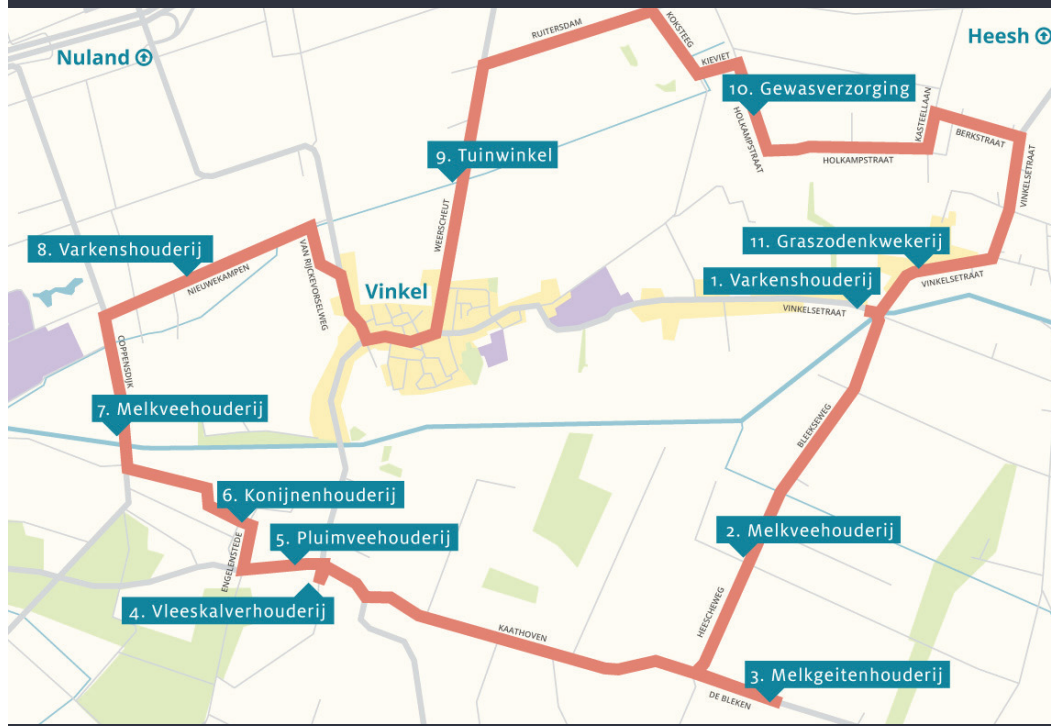 Nuland
Heesh
RUITERSDAM
KOKSTEEG
KIEVIET
10. Gewasverzorging
HOLKAMPSTRAAT
HOLKAMPSTRAAT
KASTEELLAAN
BERKSTRAAT
VINKELSETRAAT
9. Tuinwinkel
WEERSCHEUT
8. Varkenshouderij
NIEUWEKAMPEN
VAN RIJCKEVORSELWEG
Vinkel
11. Graszodenkwekerij
VINKELSETRAAT
1. Varkenshouderij
VINKELSETRAAT
COPPENSDIJK
7. Melkveehouderij
BLEEKSEWEG
6. Konijnenhouderij
5. Pluimveehouderij
ENGELENSTEDE
4. Vleeskalverhouderij
2. Melkveehouderij
HEESCHEWEG
KAATHOVEN
3. Melkgeitenhouderij
DE BLEKEN